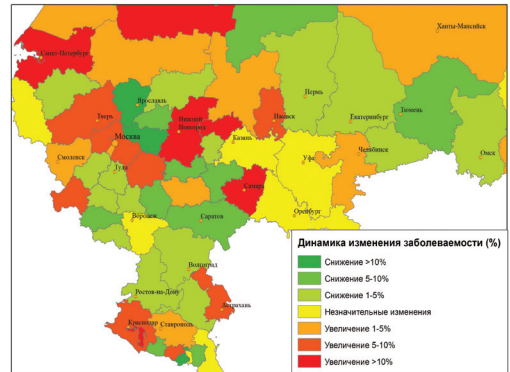 Ханты-Мансийск
Санкт-Петербург
Пермь
Ярославль
Тюмень
Тверь
Ижевск
Екатеринбург
Нижний
Новгород
Москва
Казань
Челябинск
Смоленск
Уфа
Омск
Тула
Самара
Оренбург
Воронеж
Саратов
Волгоград
Ростов-на-Дону
Астрахань
Краснодар
Ставрополь
Динамика изменения заболеваемости (%)
Снижение >10%
Снижение 5-10%
Снижение 1-5%
Незначительные изменения
Увеличение 1-5%
Увеличение 5-10%
Увеличение >10%